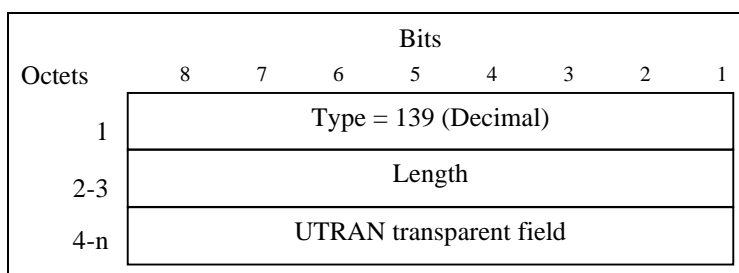 Bits
Octets 8 7 6 5 4 3 2 1
1 Type = 139 (Decimal)
2-3 Length
4-n UTRAN transparent field